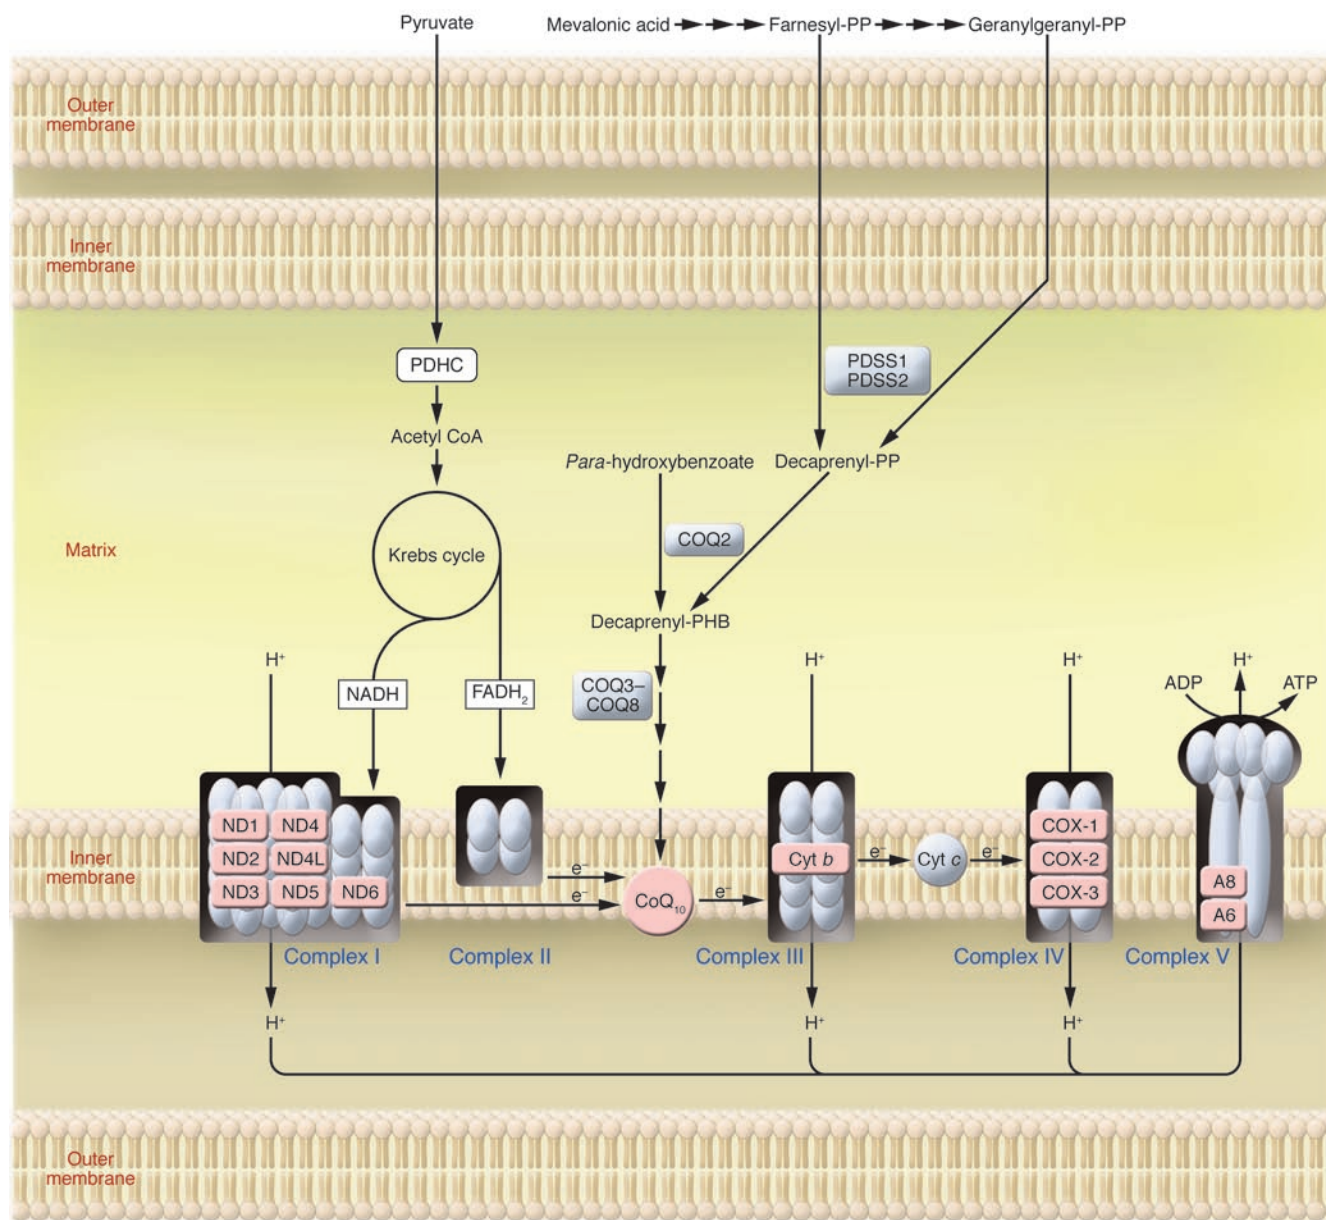 Pyruvate
Mevalonic acid Farnesyl-PP Geranylgeranyl-PP
Outer
membrane
Inner
membrane
PDHC
PDSS1
PDSS2
Acetyl CoA
Para-hydroxybenzoate Decaprenyl-PP
Krebs cycle
COQ2
Matrix
Decaprenyl-PHB
H⁺ H⁺ H⁺ H⁺
NADH FADH₂
COQ3–
COQ8
ADP ATP
ND1 ND4
ND2 ND4L
ND3 ND5 ND6
Inner
membrane
e⁻
e⁻
CoQ₁₀
e⁻
Cyt b
e⁻
Cyt c
e⁻
COX-1
COX-2
COX-3
A8
A6
Complex I Complex II Complex III Complex IV Complex V
H⁺ H⁺ H⁺
Outer
membrane